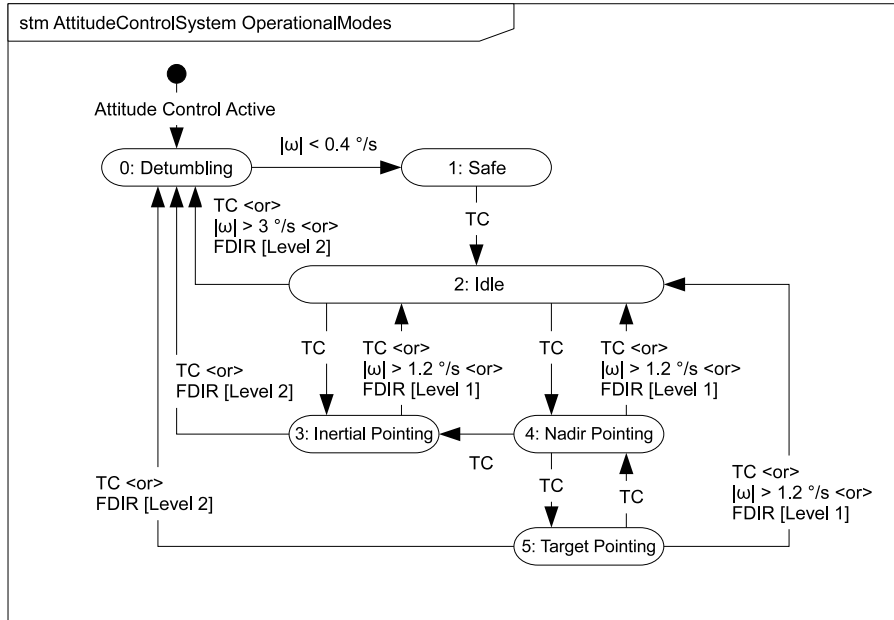 stm AttitudeControlSystem OperationalModes
Attitude Control Active
0: Detumbling
|ω| < 0.4 °/s
1: Safe
TC <or>
|ω| > 3 °/s <or>
FDIR [Level 2]
TC
2: Idle
TC
TC <or>
|ω| > 1.2 °/s <or>
FDIR [Level 1]
TC
TC <or>
|ω| > 1.2 °/s <or>
FDIR [Level 1]
TC <or>
FDIR [Level 2]
3: Inertial Pointing
4: Nadir Pointing
TC
TC <or>
FDIR [Level 2]
TC
TC
TC <or>
|ω| > 1.2 °/s <or>
FDIR [Level 1]
5: Target Pointing